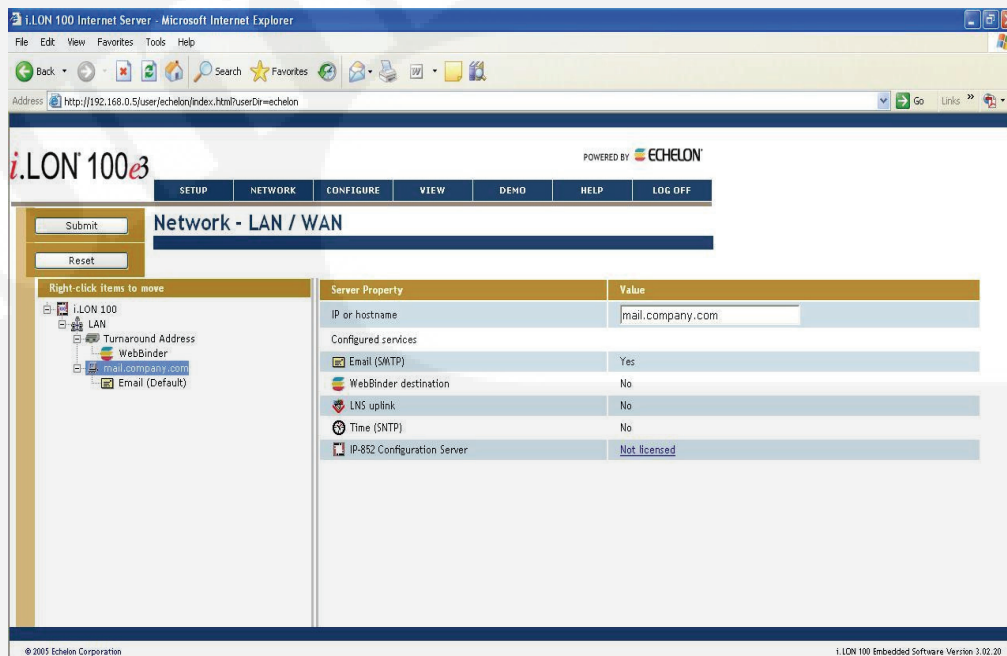 i.LON 100 Internet Server - Microsoft Internet Explorer
File Edit View Favorites Tools Help
Back Search Favorites
Address http://192.168.0.5/user/echelon/index.html?userDir=echelon Go Links »
i.LON 100e3
POWERED BY ECHELON
SETUP NETWORK CONFIGURE VIEW DEMO HELP LOG OFF
Submit
Network - LAN / WAN
Reset
Right-click items to move
i.LON 100
LAN
Turnaround Address
WebBinder
mail.company.com
Email (Default)
Server Property Value
IP or hostname mail.company.com
Configured services
Email (SMTP) Yes
WebBinder destination No
LNS uplink No
Time (SNTP) No
IP-852 Configuration Server Not licensed
© 2005 Echelon Corporation i.LON 100 Embedded Software Version 3.02.20